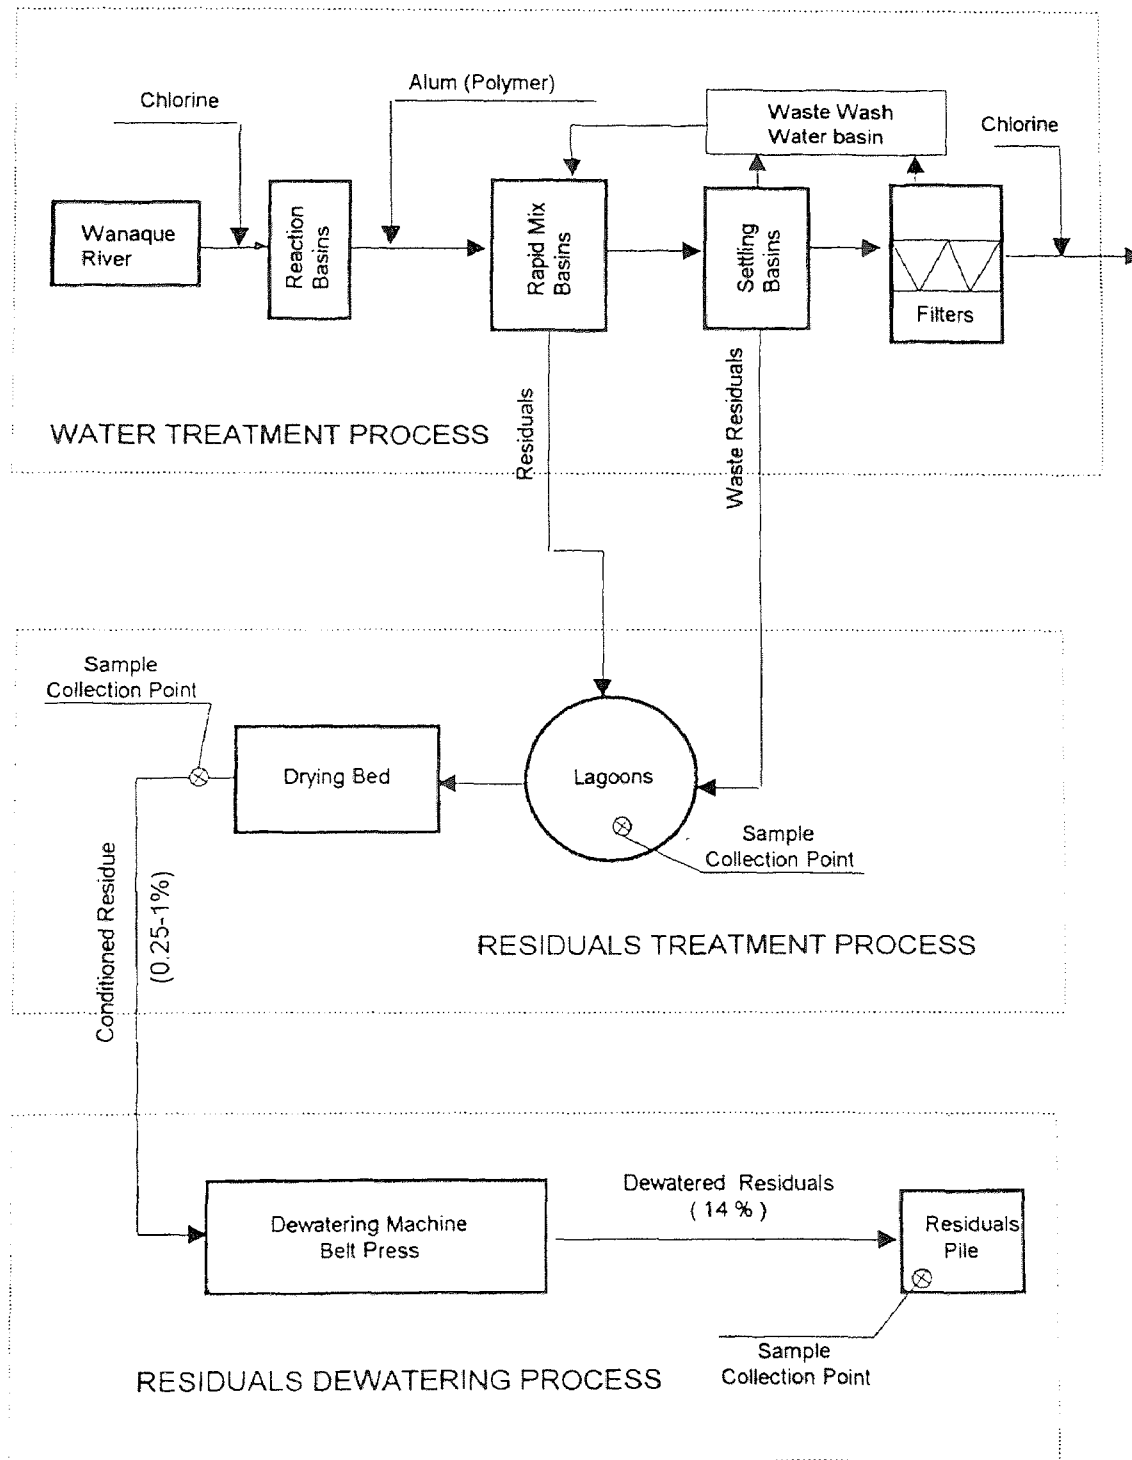 Alum (Polymer)
Chlorine
Waste Wash
Water basin
Chlorine
Wanaque
River
Reaction
Basins
Rapid Mix
Basins
Settling
Basins
Filters
WATER TREATMENT PROCESS
Residuals
Waste Residuals
Sample
Collection Point
Drying Bed
Lagoons
Sample
Collection Point
Conditioned Residue
(0.25-1%)
RESIDUALS TREATMENT PROCESS
Dewatering Machine
Belt Press
Dewatered Residuals
( 14 % )
Residuals
Pile
Sample
Collection Point
RESIDUALS DEWATERING PROCESS